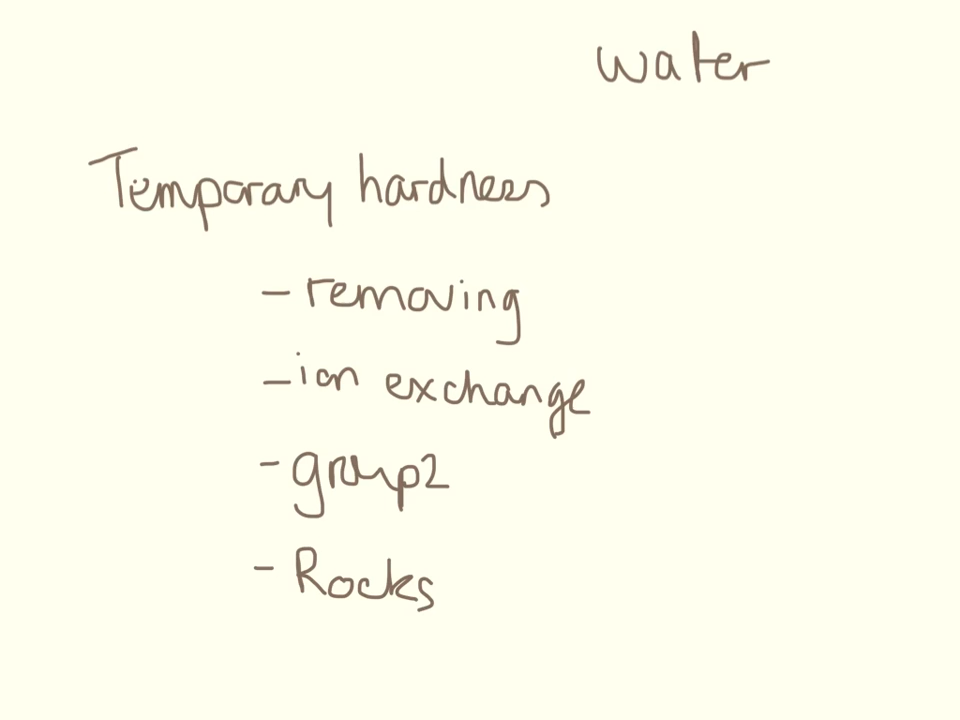 water
Temporary hardness
- removing
- ion exchange
- group2
- Rocks